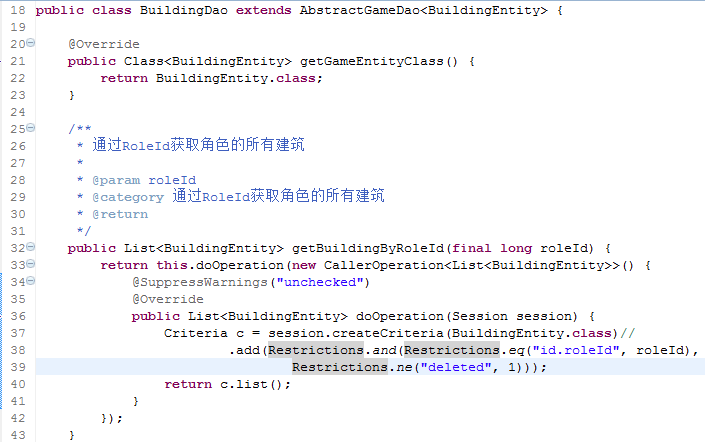 18 public class BuildingDao extends AbstractGameDao<BuildingEntity> {
19
20 @Override
21 public Class<BuildingEntity> getGameEntityClass() {
22 return BuildingEntity.class;
23 }
24
25 /**
26 * 通过RoleId获取角色的所有建筑
27 *
28 * @param roleId
29 * @category 通过RoleId获取角色的所有建筑
30 * @return
31 */
32 public List<BuildingEntity> getBuildingByRoleId(final long roleId) {
33 return this.doOperation(new CallerOperation<List<BuildingEntity>>() {
34 @SuppressWarnings("unchecked")
35 @Override
36 public List<BuildingEntity> doOperation(Session session) {
37 Criteria c = session.createCriteria(BuildingEntity.class)//
38 .add(Restrictions.and(Restrictions.eq("id.roleId", roleId),
39 Restrictions.ne("deleted", 1)));
40 return c.list();
41 }
42 });
43 }